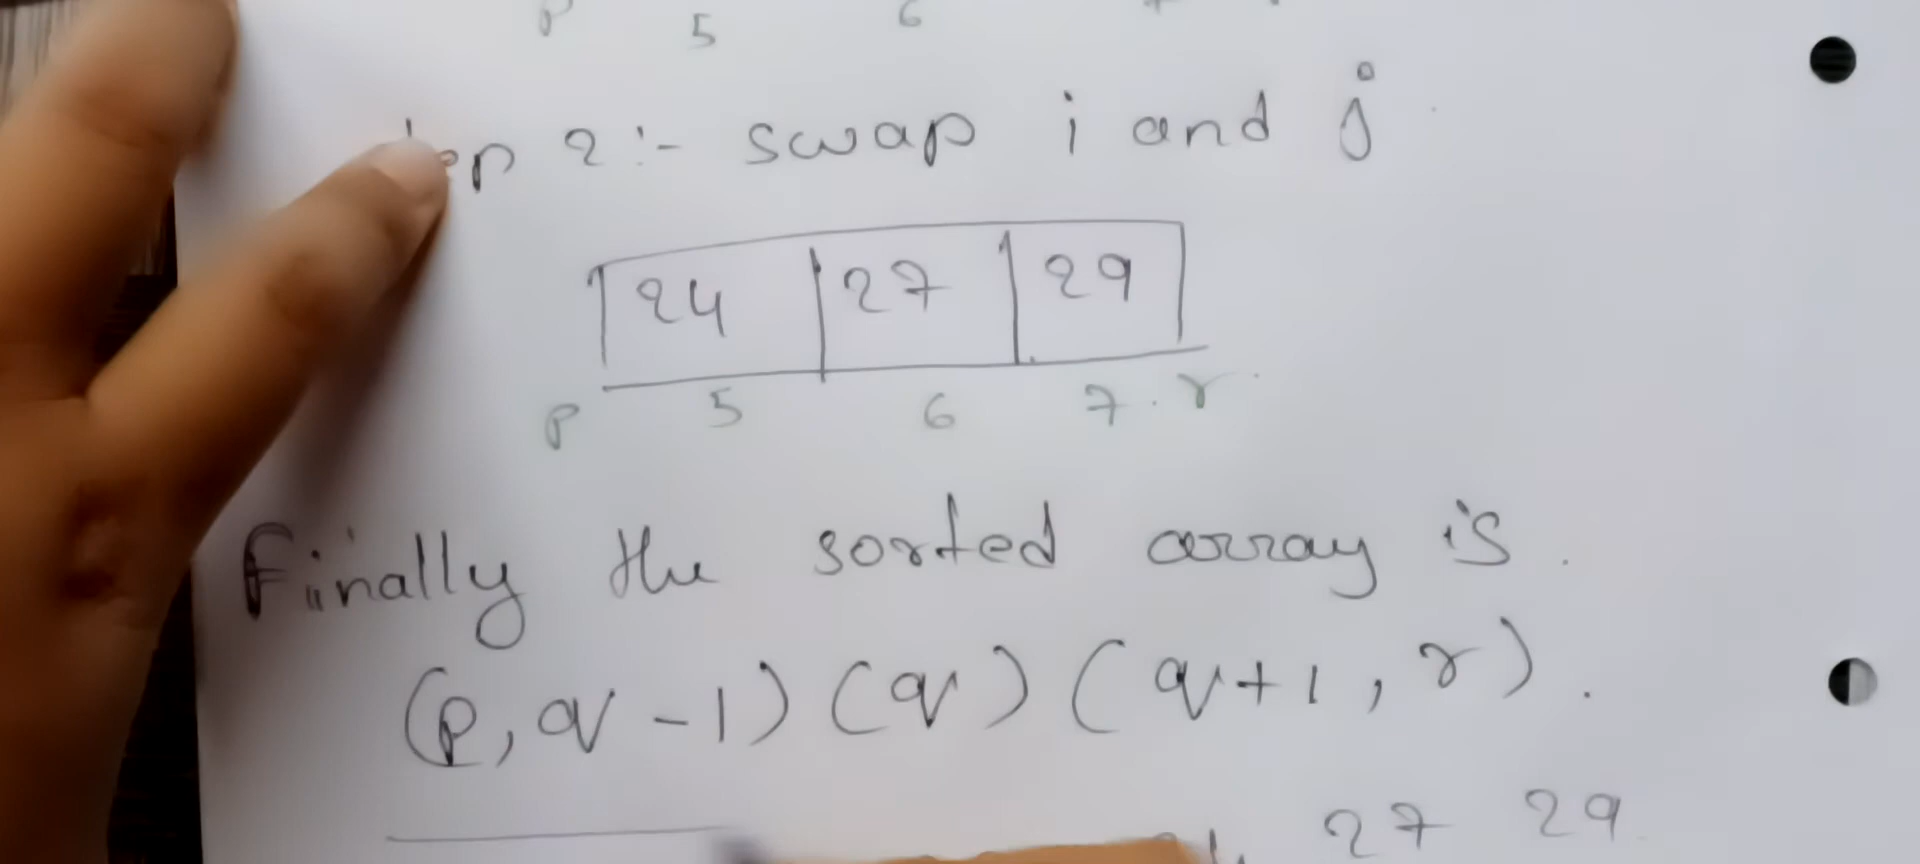 P 5 6
2:- swap i and j
24 27 29
P 5 6 7. r
Finally the sorted array is.
(p, q-1) (q) (q+1, r).
27 29